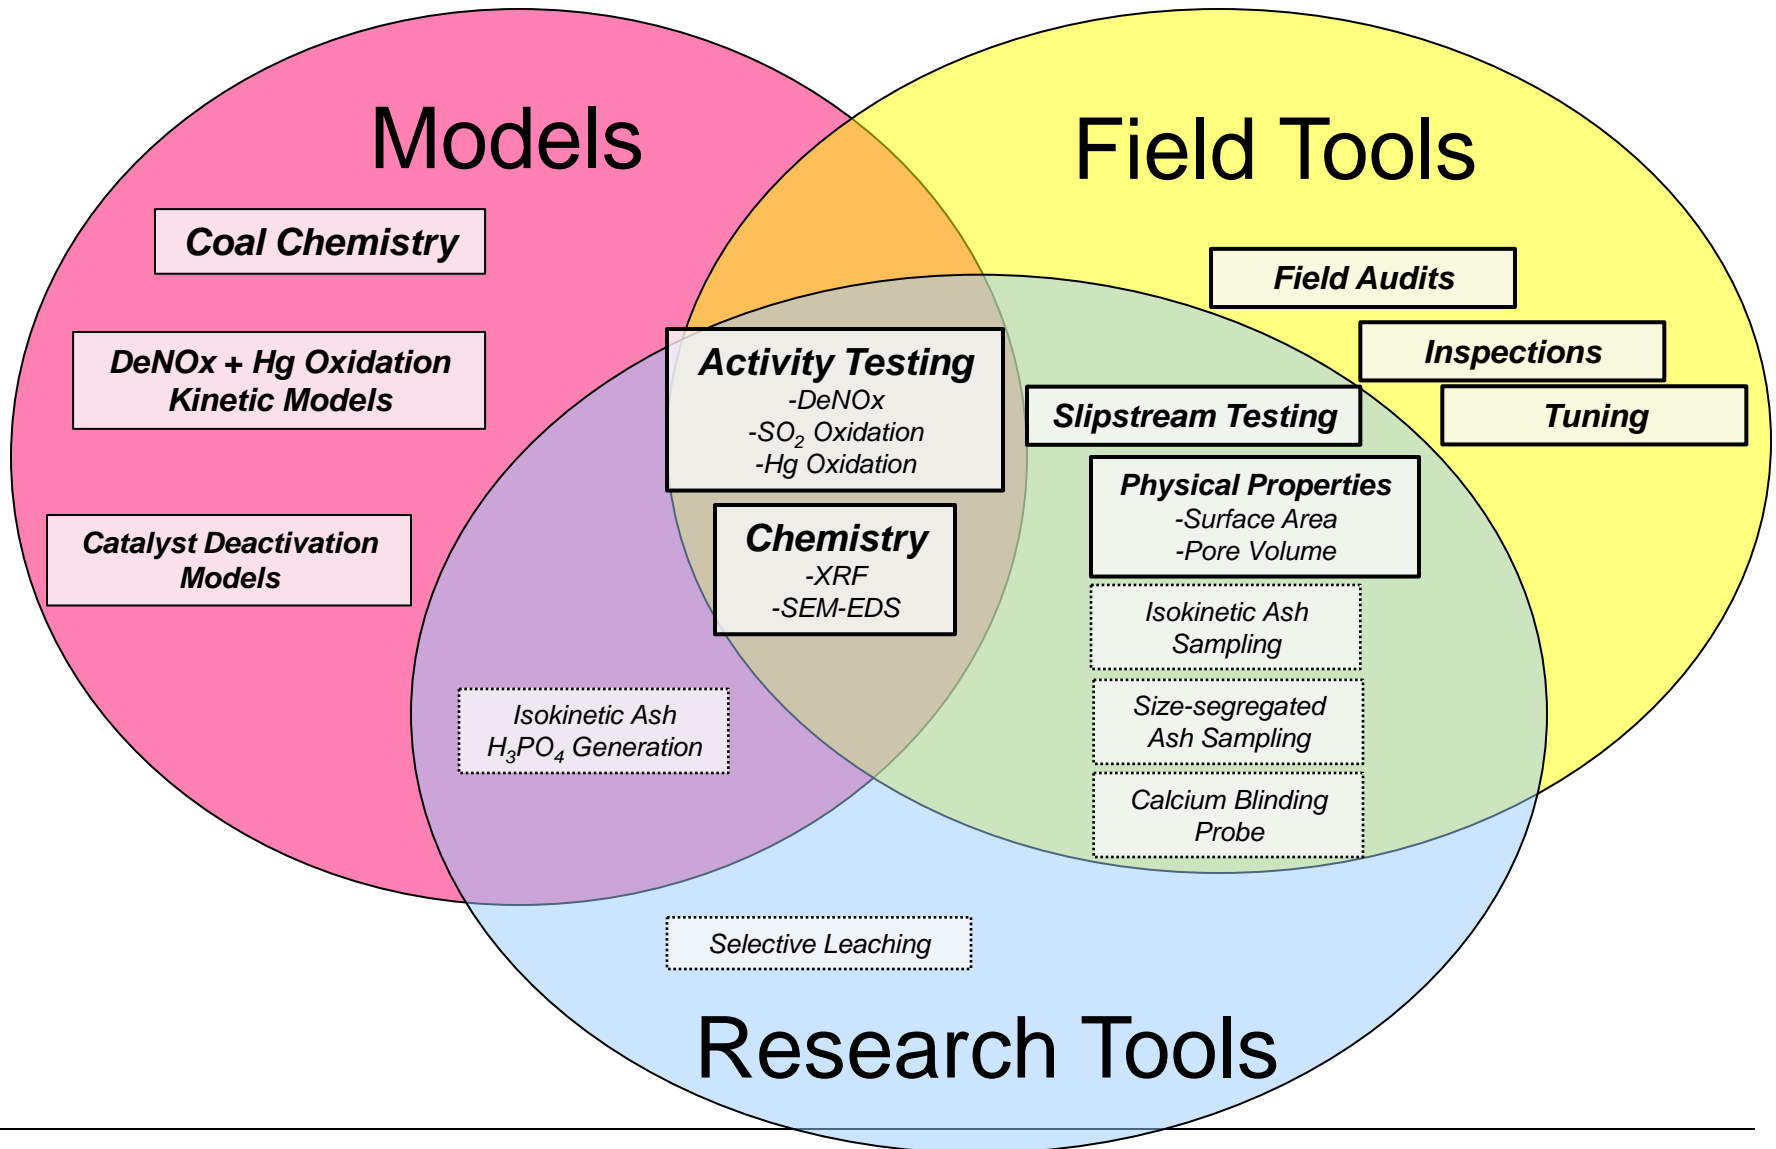 Models
Field Tools
Coal Chemistry
Field Audits
DeNOx + Hg Oxidation
Kinetic Models
Activity Testing
-DeNOx
-SO₂ Oxidation
-Hg Oxidation
Inspections
Slipstream Testing
Tuning
Physical Properties
-Surface Area
-Pore Volume
Catalyst Deactivation
Models
Chemistry
-XRF
-SEM-EDS
Isokinetic Ash
Sampling
Isokinetic Ash
H₃PO₄ Generation
Size-segregated
Ash Sampling
Calcium Blinding
Probe
Selective Leaching
Research Tools